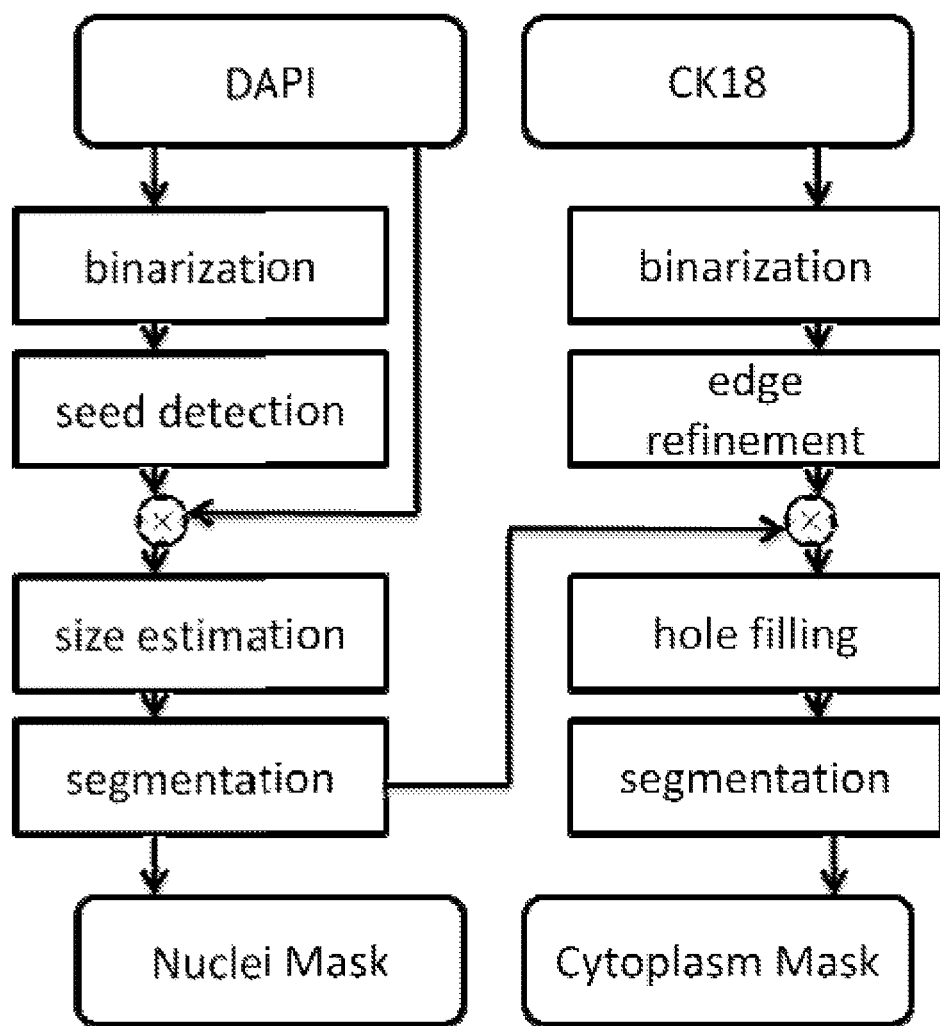 DAPI
binarization
seed detection
×
size estimation
segmentation
Nuclei Mask
CK18
binarization
edge
refinement
×
hole filling
segmentation
Cytoplasm Mask